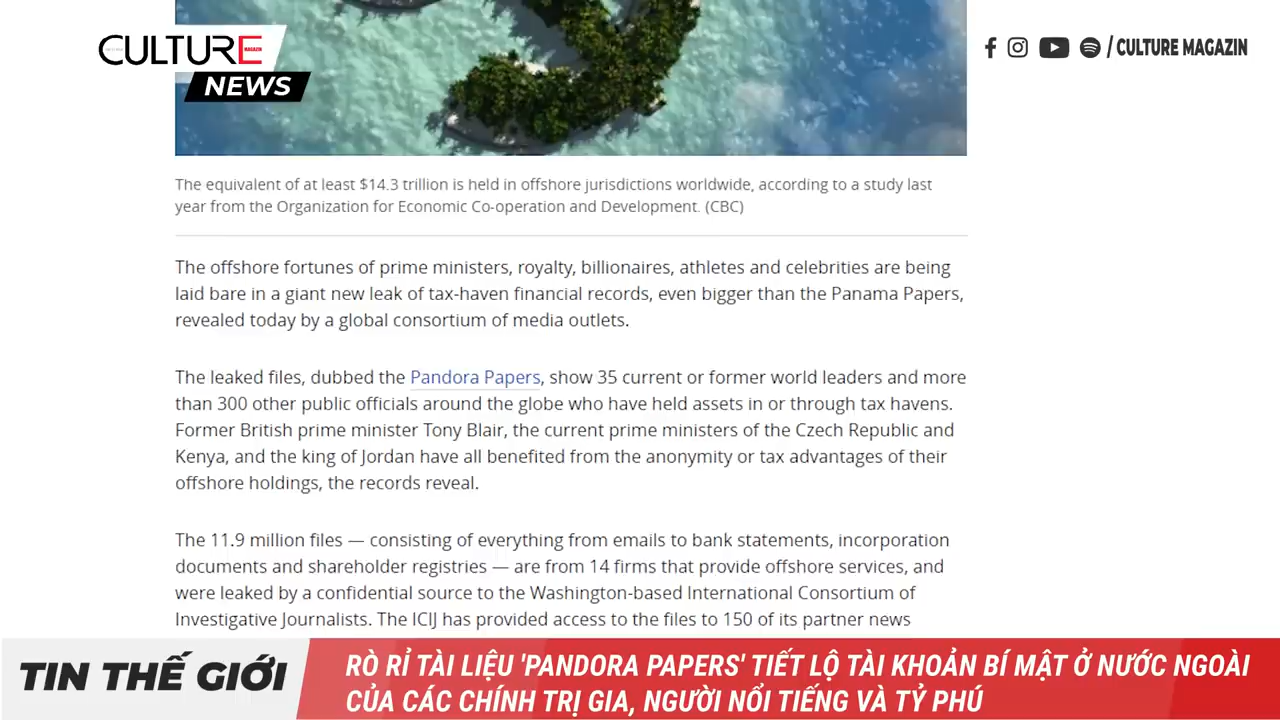 CULTURE
MAGAZIN
NEWS
/ CULTURE MAGAZIN
The equivalent of at least $14.3 trillion is held in offshore jurisdictions worldwide, according to a study last
year from the Organization for Economic Co-operation and Development. (CBC)
The offshore fortunes of prime ministers, royalty, billionaires, athletes and celebrities are being
laid bare in a giant new leak of tax-haven financial records, even bigger than the Panama Papers,
revealed today by a global consortium of media outlets.
The leaked files, dubbed the Pandora Papers, show 35 current or former world leaders and more
than 300 other public officials around the globe who have held assets in or through tax havens.
Former British prime minister Tony Blair, the current prime ministers of the Czech Republic and
Kenya, and the king of Jordan have all benefited from the anonymity or tax advantages of their
offshore holdings, the records reveal.
The 11.9 million files — consisting of everything from emails to bank statements, incorporation
documents and shareholder registries — are from 14 firms that provide offshore services, and
were leaked by a confidential source to the Washington-based International Consortium of
Investigative Journalists. The ICIJ has provided access to the files to 150 of its partner news
TIN THẾ GIỚI
RÒ RỈ TÀI LIỆU 'PANDORA PAPERS' TIẾT LỘ TÀI KHOẢN BÍ MẬT Ở NƯỚC NGOÀI
CỦA CÁC CHÍNH TRỊ GIA, NGƯỜI NỔI TIẾNG VÀ TỶ PHÚ